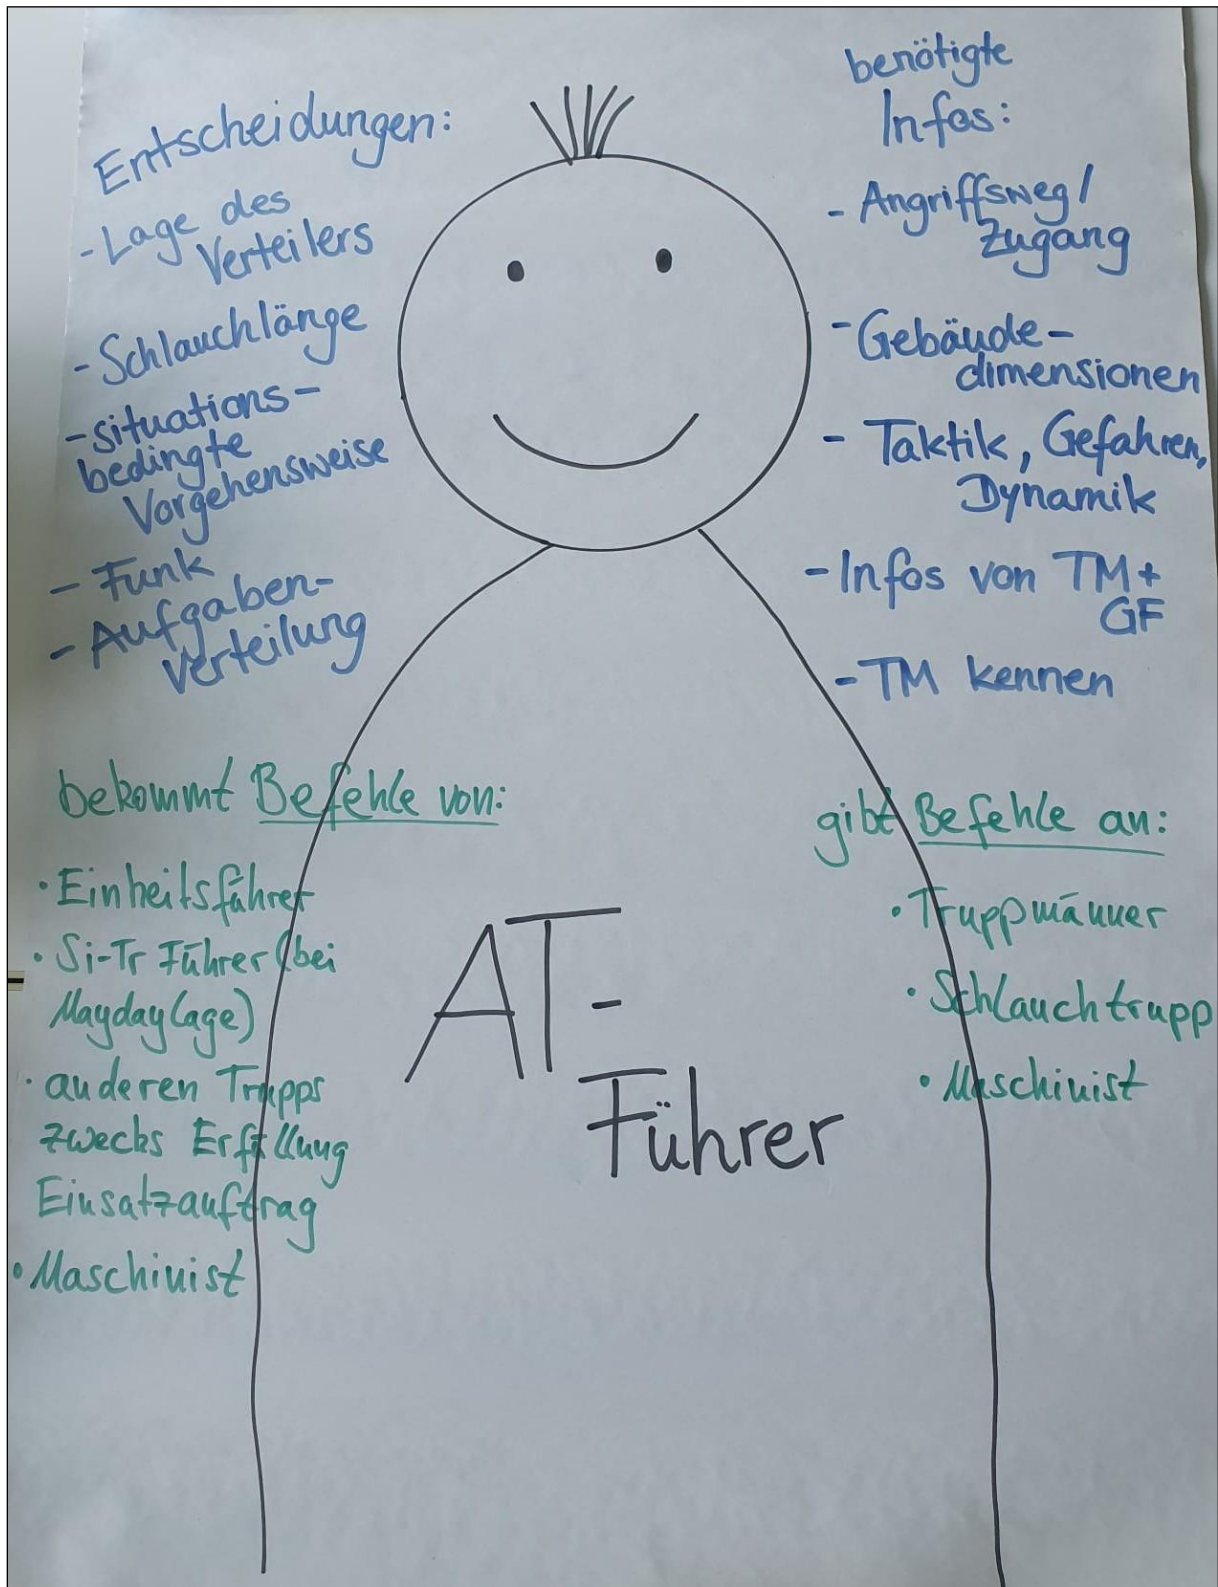 Entscheidungen:
- Lage des
Verteilers
- Schlauchlänge
- situations-
bedingte
Vorgehensweise
- Funk
- Aufgaben-
verteilung
benötigte
Infos:
- Angriffsweg/
Zugang
- Gebäude-
dimensionen
- Taktik, Gefahren,
Dynamik
- Infos von TM+
GF
- TM kennen
bekommt Befehle von:
• Einheitsführer
• Si-Tr Führer (bei
Maydaylage)
• anderen Trupps
zwecks Erfüllung
Einsatzauftrag
• Maschinist
gibt Befehle an:
• Truppmänner
• Schlauchtrupp
• Maschinist
AT-
Führer